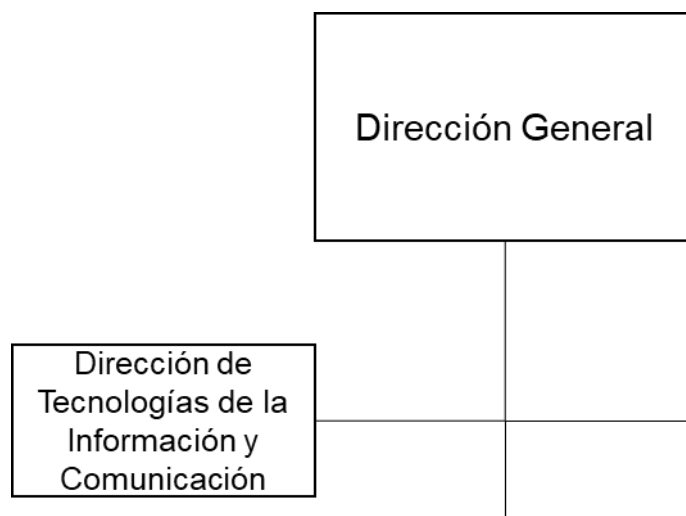 Dirección General
Dirección de
Tecnologías de la
Información y
Comunicación